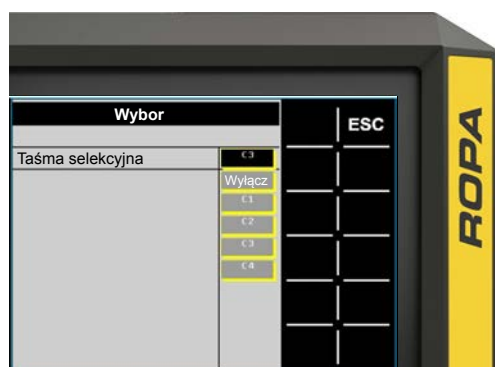 Wybor
ESC
Taśma selekcyjna
C3
Wyłącz
C1
C2
C3
C4
ROPA